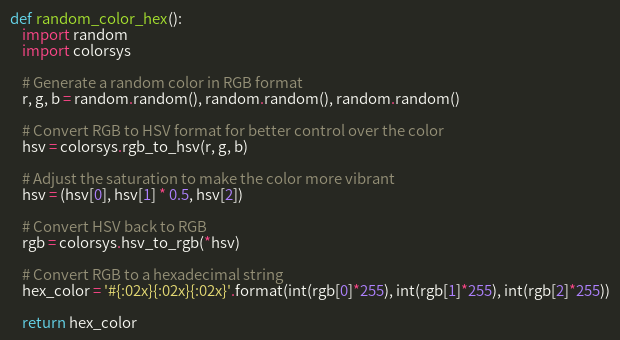 def random_color_hex():
    import random
    import colorsys

    # Generate a random color in RGB format
    r, g, b = random.random(), random.random(), random.random()

    # Convert RGB to HSV format for better control over the color
    hsv = colorsys.rgb_to_hsv(r, g, b)

    # Adjust the saturation to make the color more vibrant
    hsv = (hsv[0], hsv[1] * 0.5, hsv[2])

    # Convert HSV back to RGB
    rgb = colorsys.hsv_to_rgb(*hsv)

    # Convert RGB to a hexadecimal string
    hex_color = '#{:02x}{:02x}{:02x}'.format(int(rgb[0]*255), int(rgb[1]*255), int(rgb[2]*255))

    return hex_color